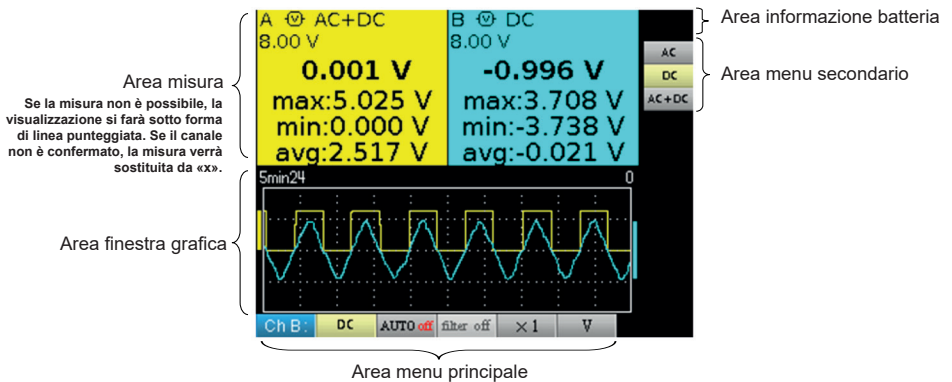 A V AC+DC
8.00 V
0.001 V
max:5.025 V
min:0.000 V
avg:2.517 V
B V DC
8.00 V
-0.996 V
max:3.708 V
min:-3.738 V
avg:-0.021 V
Area informazione batteria
AC
DC
AC+DC
Area menu secondario
Area misura
Se la misura non è possibile, la
visualizzazione si farà sotto forma
di linea punteggiata. Se il canale
non è confermato, la misura verrà
sostituita da «x».
5min24 0
Area finestra grafica
Ch B: DC AUTO off filter off ×1 V
Area menu principale